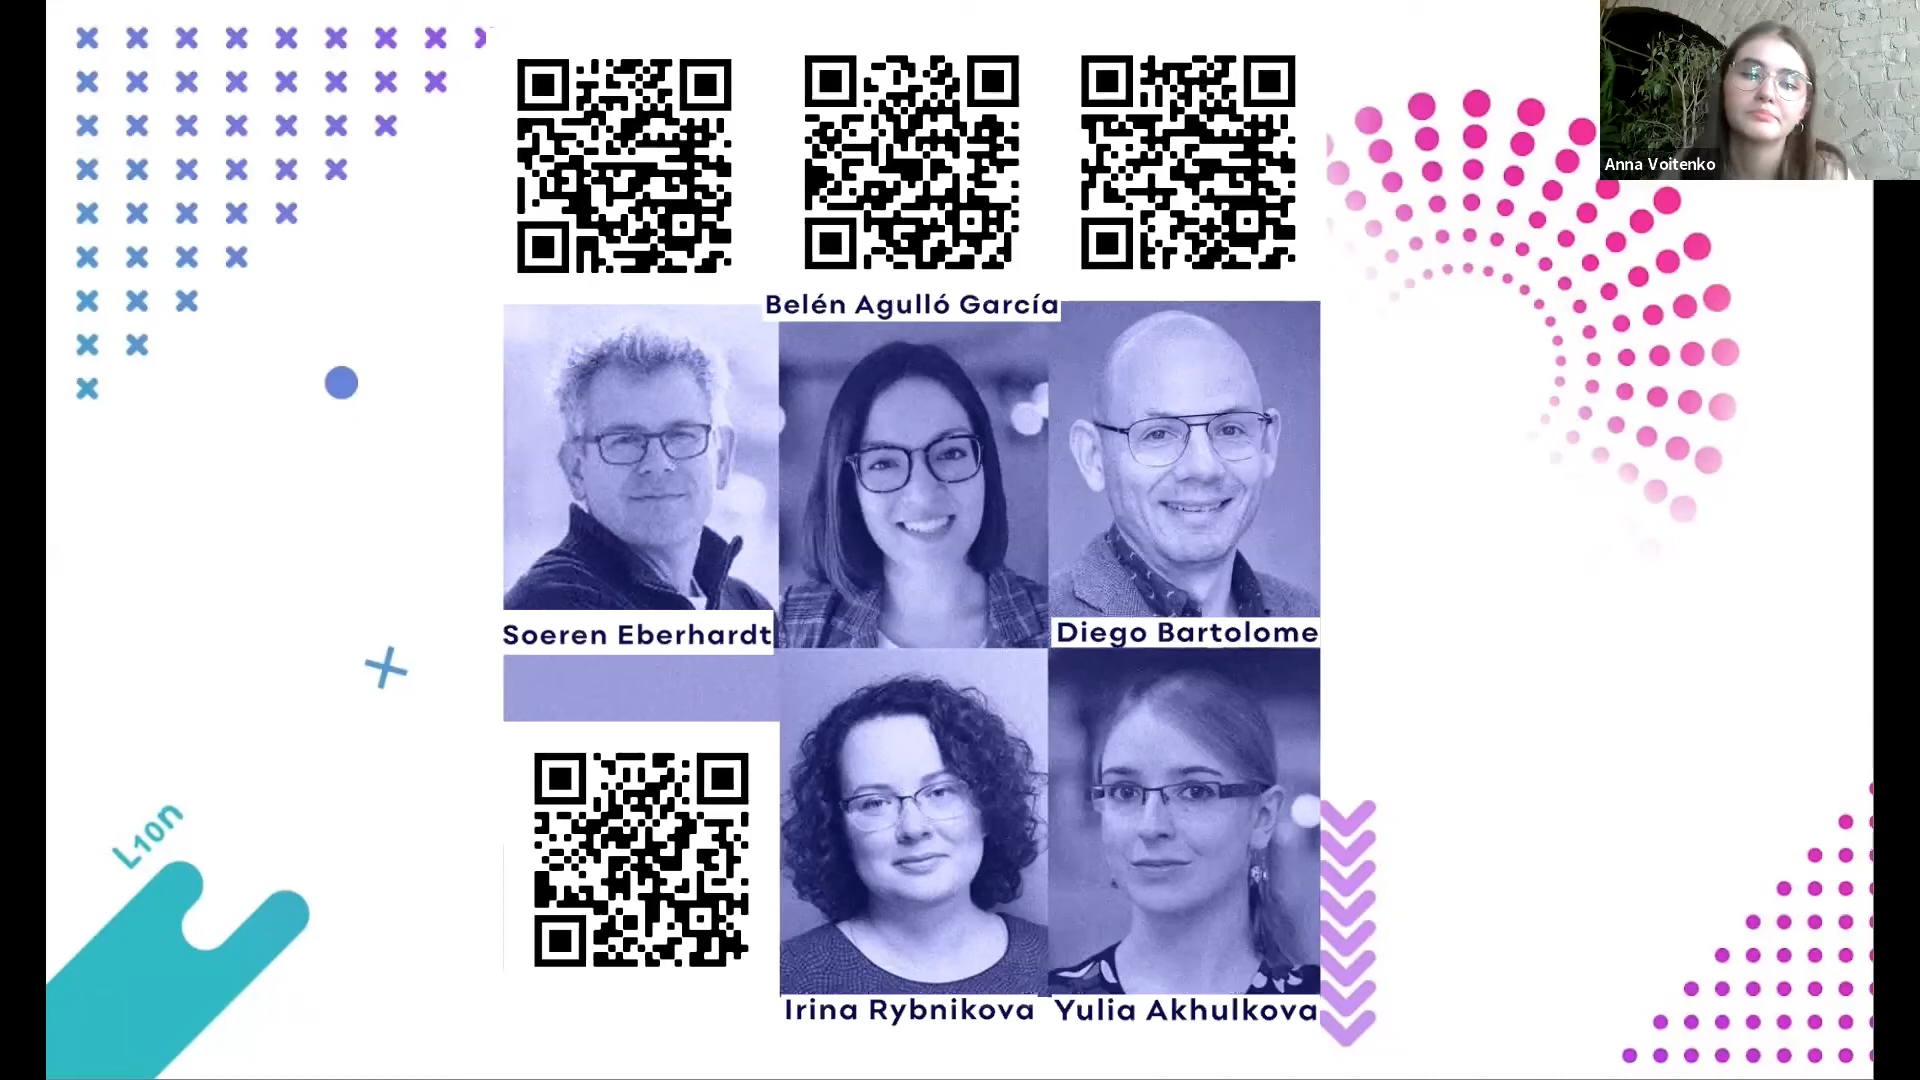 Anna Voitenko
Belén Agulló García
Soeren Eberhardt
Diego Bartolome
L10n
Irina Rybnikova
Yulia Akhulkova